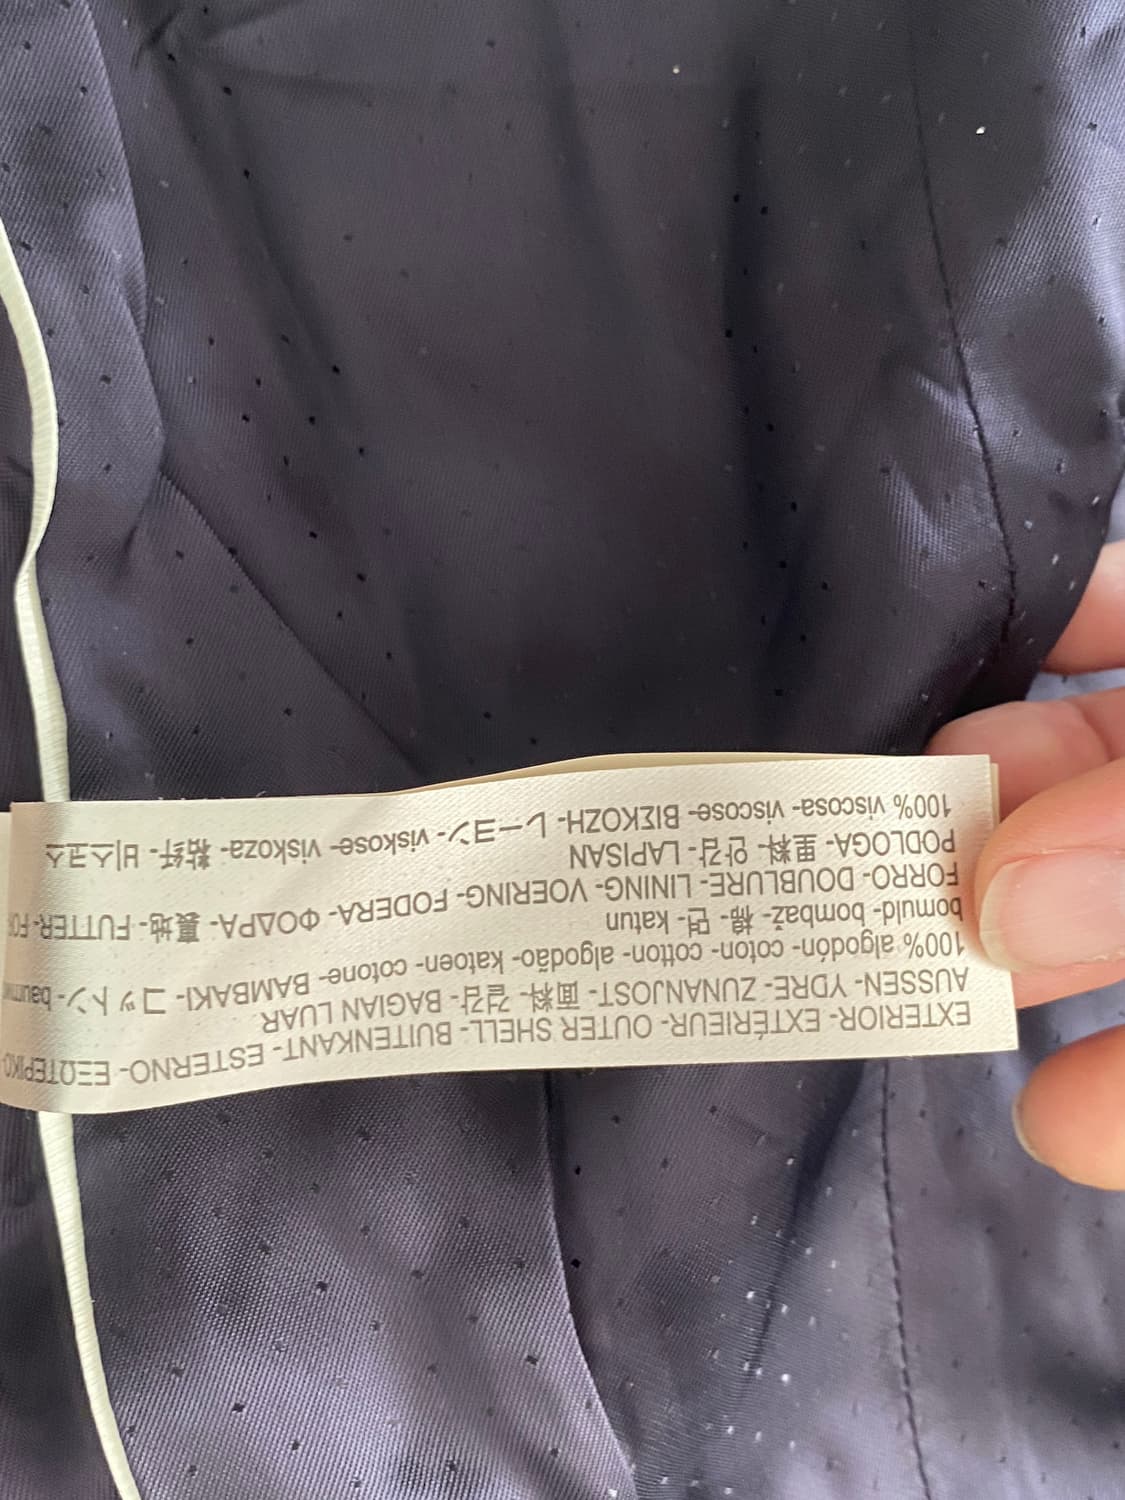 EXTERIOR- EXTÉRIEUR- OUTER SHELL- BUITENKANT- ESTERNO- ΕΞΩΤΕΡΙΚΟ-
AUSSEN- YDRE- ZUNANJOST- 面料- 겉감- BAGIAN LUAR
100% algodón- coton- cotton- algodão- katoen- cotone- BAMBAKI- コットン-
bomuld- bombaž- 棉- 면- katun
FORRO- DOUBLURE- LINING- VOERING- FODERA- ΦΟΔΡΑ- 裏地- FUTTER-
PODLOGA- 里料- 안감- LAPISAN
100% viscosa- viscose- ΒΙΣΚΟΖΗ- レーヨン- viskose- viskoza- 粘纤- 비스코스